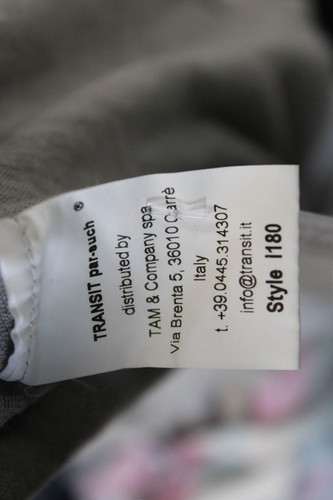 TRANSIT par-such ®
distributed by
TAM & Company spa
Via Brenta 5, 36010 Carrè
Italy
t. +39.0445.314307
info@transit.it
Style I180